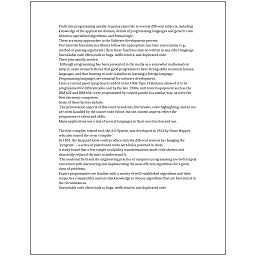 Proficient programming usually requires expertise in several different subjects, including
knowledge of the application domain, details of programming languages and generic code
libraries, specialized algorithms, and formal logic.
There are many approaches to the Software development process.
Provided the functions in a library follow the appropriate run-time conventions (e.g.,
method of passing arguments), then these functions may be written in any other language.
Unreadable code often leads to bugs, inefficiencies, and duplicated code.
Their jobs usually involve:
Although programming has been presented in the media as a somewhat mathematical
subject, some research shows that good programmers have strong skills in natural human
languages, and that learning to code is similar to learning a foreign language.
Programming languages are essential for software development.
Later a control panel (plug board) added to his 1906 Type I Tabulator allowed it to be
programmed for different jobs, and by the late 1940s, unit record equipment such as the
IBM 602 and IBM 604, were programmed by control panels in a similar way, as were the
first electronic computers.
Some of these factors include:
The presentation aspects of this (such as indents, line breaks, color highlighting, and so on)
are often handled by the source code editor, but the content aspects reflect the
programmer's talent and skills.
Many applications use a mix of several languages in their construction and use.
The first compiler related tool, the A-0 System, was developed in 1952 by Grace Hopper,
who also coined the term 'compiler'.
In 1801, the Jacquard loom could produce entirely different weaves by changing the
"program" – a series of pasteboard cards with holes punched in them.
A study found that a few simple readability transformations made code shorter and
drastically reduced the time to understand it.
The academic field and the engineering practice of computer programming are both largely
concerned with discovering and implementing the most efficient algorithms for a given
class of problems.
Expert programmers are familiar with a variety of well-established algorithms and their
respective complexities and use this knowledge to choose algorithms that are best suited to
the circumstances.
Unreadable code often leads to bugs, inefficiencies, and duplicated code.